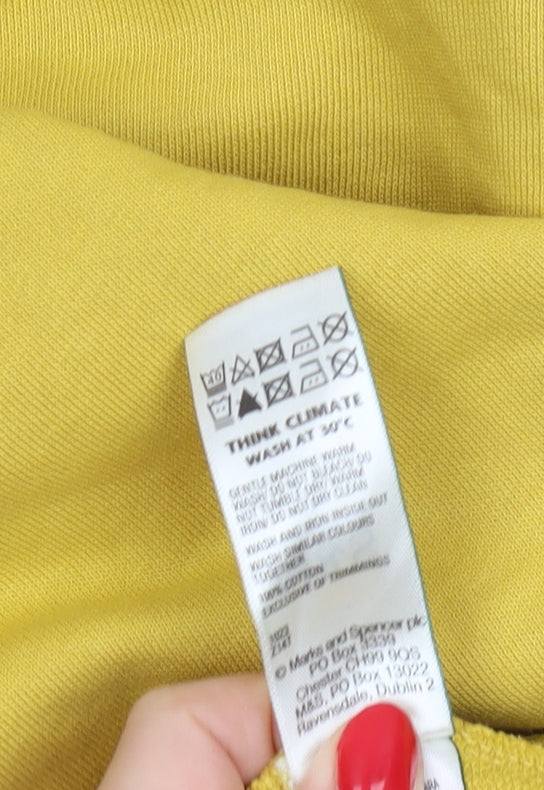 40
THINK CLIMATE
WASH AT 30°C
GENTLE MACHINE WARM
WASH/ DO NOT BLEACH/ DO
NOT TUMBLE DRY/ WARM
IRON/ DO NOT DRY CLEAN
WASH AND IRON INSIDE OUT
WASH SIMILAR COLOURS
TOGETHER
100% COTTON
EXCLUSIVE OF TRIMMINGS
© Marks and Spencer plc
PO Box 3339
Chester CH99 9QS
M&S, PO Box 13022
Ravensdale, Dublin 2